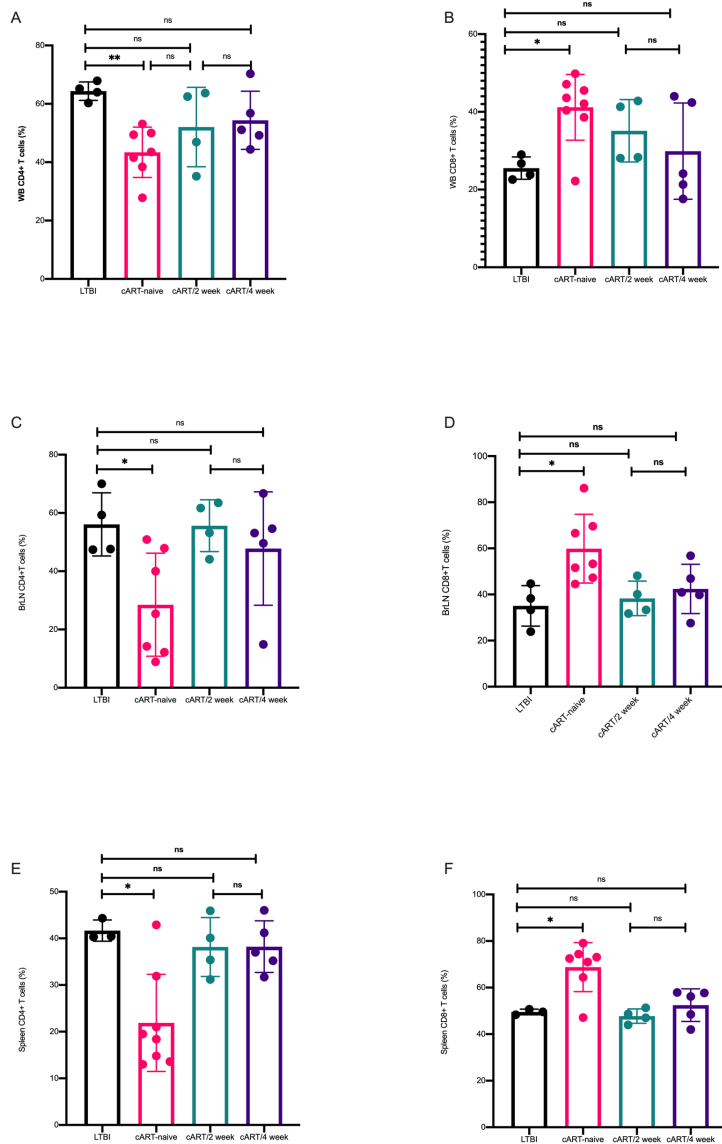 A
ns
ns
** ns ns
80
60
40
20
0
WB CD4+ T cells (%)
LTBI cART-naive cART/2 week cART/4 week
B
ns
ns
* ns
60
40
20
0
WB CD8+ T cells (%)
LTBI cART-naive cART/2 week cART/4 week
C
ns
ns
* ns
80
60
40
20
0
BrLN CD4+T cells (%)
LTBI cART-naive cART/2 week cART/4 week
D
ns
ns
* ns
100
80
60
40
20
0
BrLN CD8+T cells (%)
LTBI cART-naive cART/2 week cART/4 week
E
ns
ns
* ns
50
40
30
20
10
0
Spleen CD4+ T cells (%)
LTBI cART-naive cART/2 week cART/4 week
F
ns
ns
* ns
100
80
60
40
20
0
Spleen CD8+ T cells (%)
LTBI cART-naive cART/2 week cART/4 week